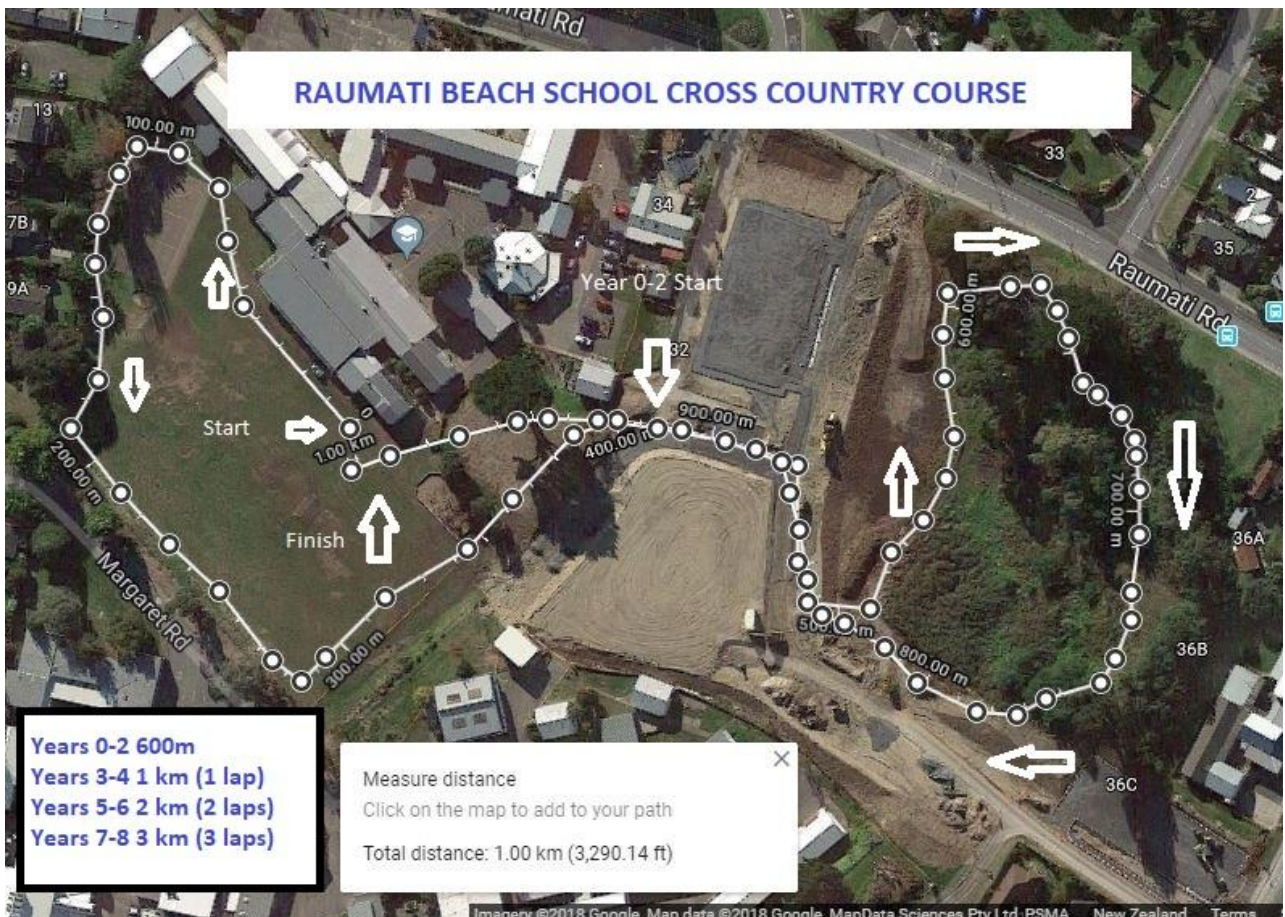 umati Rd
RAUMATI BEACH SCHOOL CROSS COUNTRY COURSE
13
100.00 m
33
34
2
7B
35
9A
Year 0-2 Start
Raumati Rd
600.00 m
32
0
Start
1.00 km
900.00 m
400.00 m
200.00 m
700.00 m
Finish
36A
Margaret Rd
300.00 m
500.00 m
800.00 m
36B
36C
Years 0-2 600m
Years 3-4 1 km (1 lap)
Years 5-6 2 km (2 laps)
Years 7-8 3 km (3 laps)
Measure distance
Click on the map to add to your path
Total distance: 1.00 km (3,290.14 ft)
Imagery ©2018 Google, Map data ©2018 Google, MapData Sciences Pty Ltd, PSMA New Zealand Terms